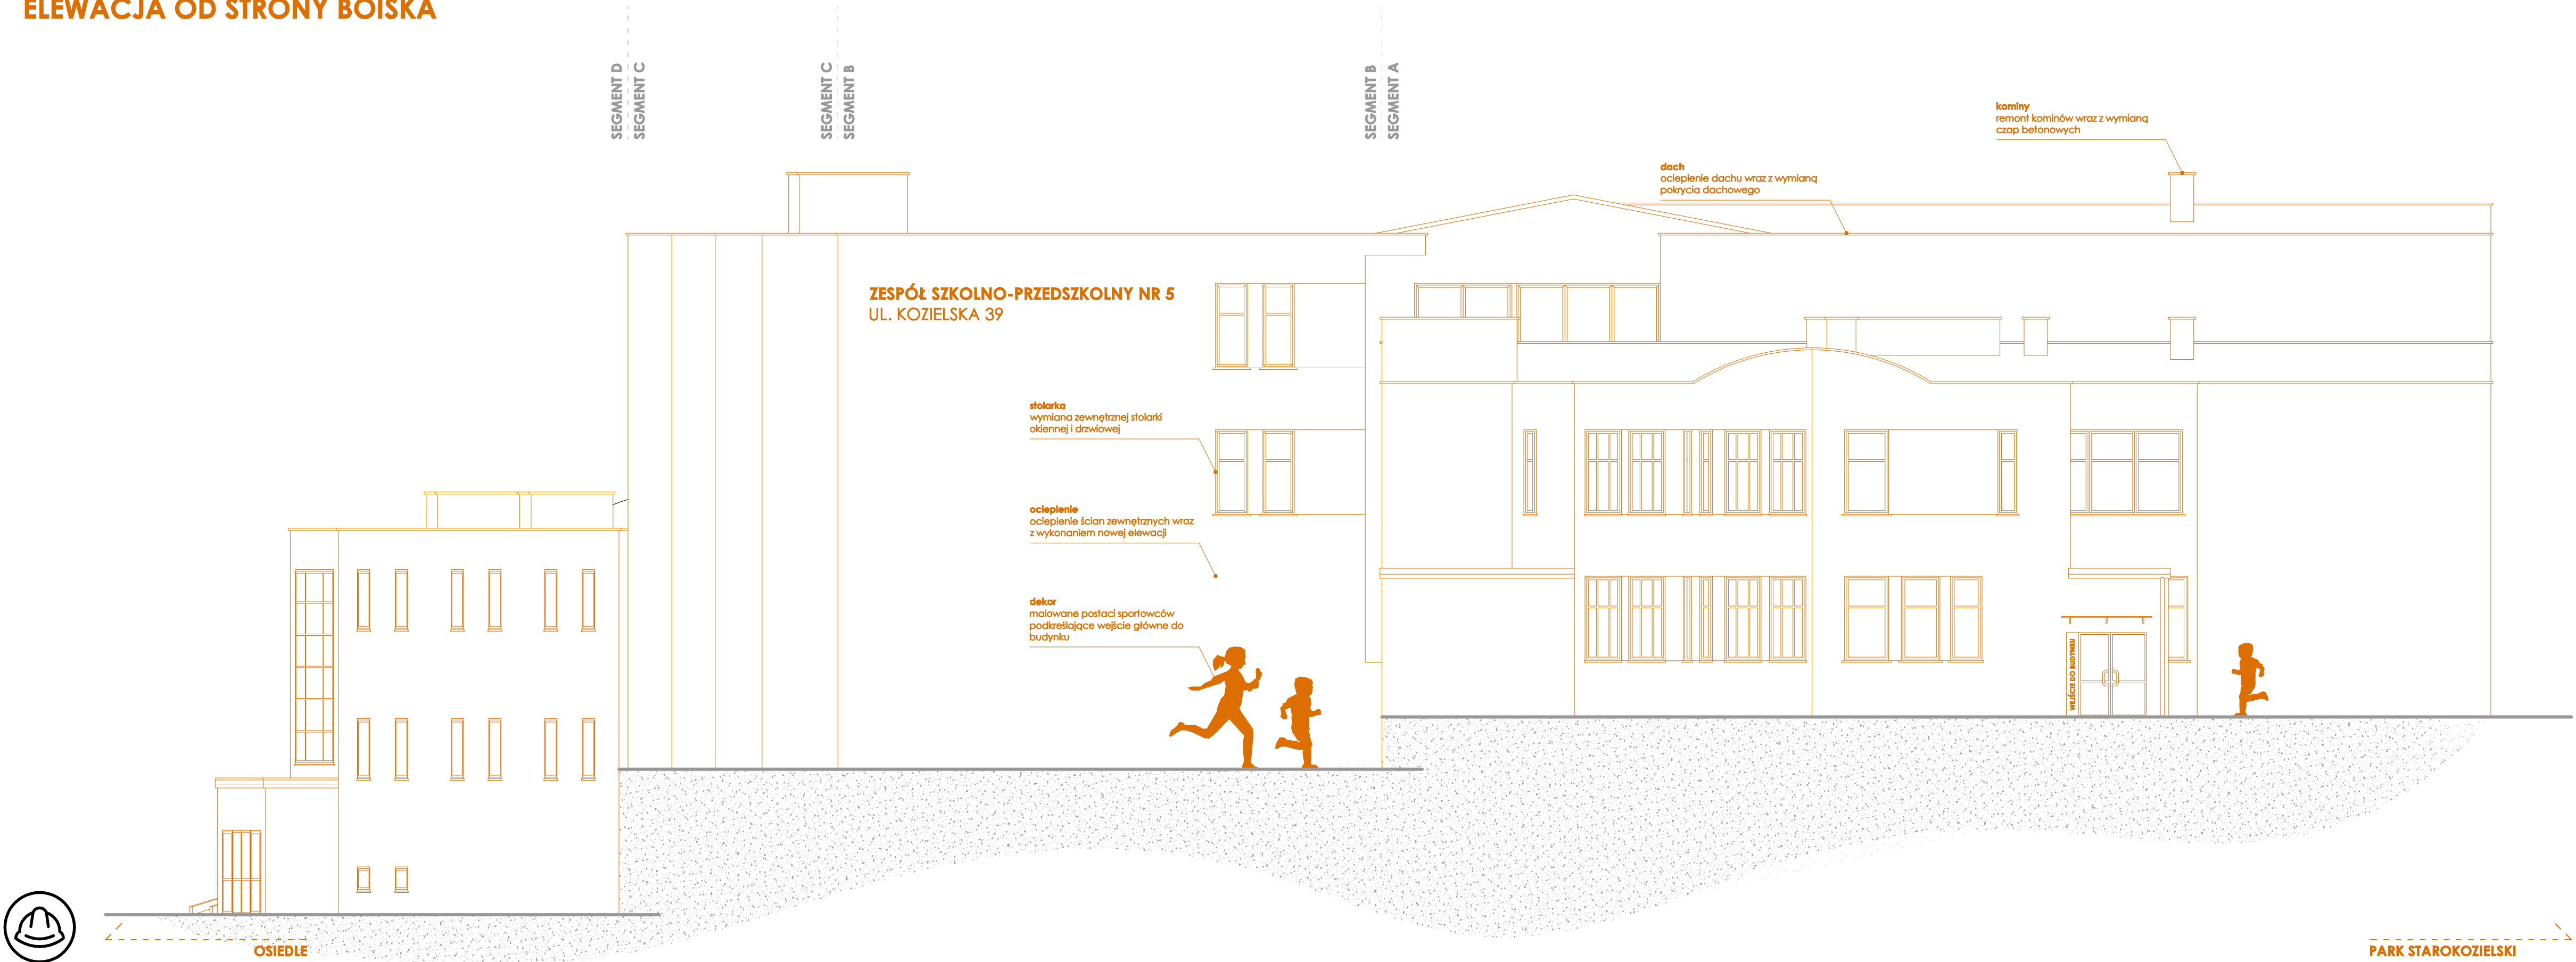 ELEWACJA OD STRONY BOISKA
SEGMENT D
SEGMENT C
SEGMENT C
SEGMENT B
SEGMENT B
SEGMENT A
kominy
remont kominów wraz z wymianą
czap betonowych
dach
ocieplenie dachu wraz z wymianą
pokrycia dachowego
ZESPÓŁ SZKOLNO-PRZEDSZKOLNY NR 5
UL. KOZIELSKA 39
stolarka
wymiana zewnętrznej stolarki
okiennej i drzwiowej
ocieplenie
ocieplenie ścian zewnętrznych wraz
z wykonaniem nowej elewacji
dekor
malowane postaci sportowców
podkreślające wejście główne do
budynku
WEJŚCIE DO BUDYNKU
OSIEDLE
PARK STAROKOZIELSKI